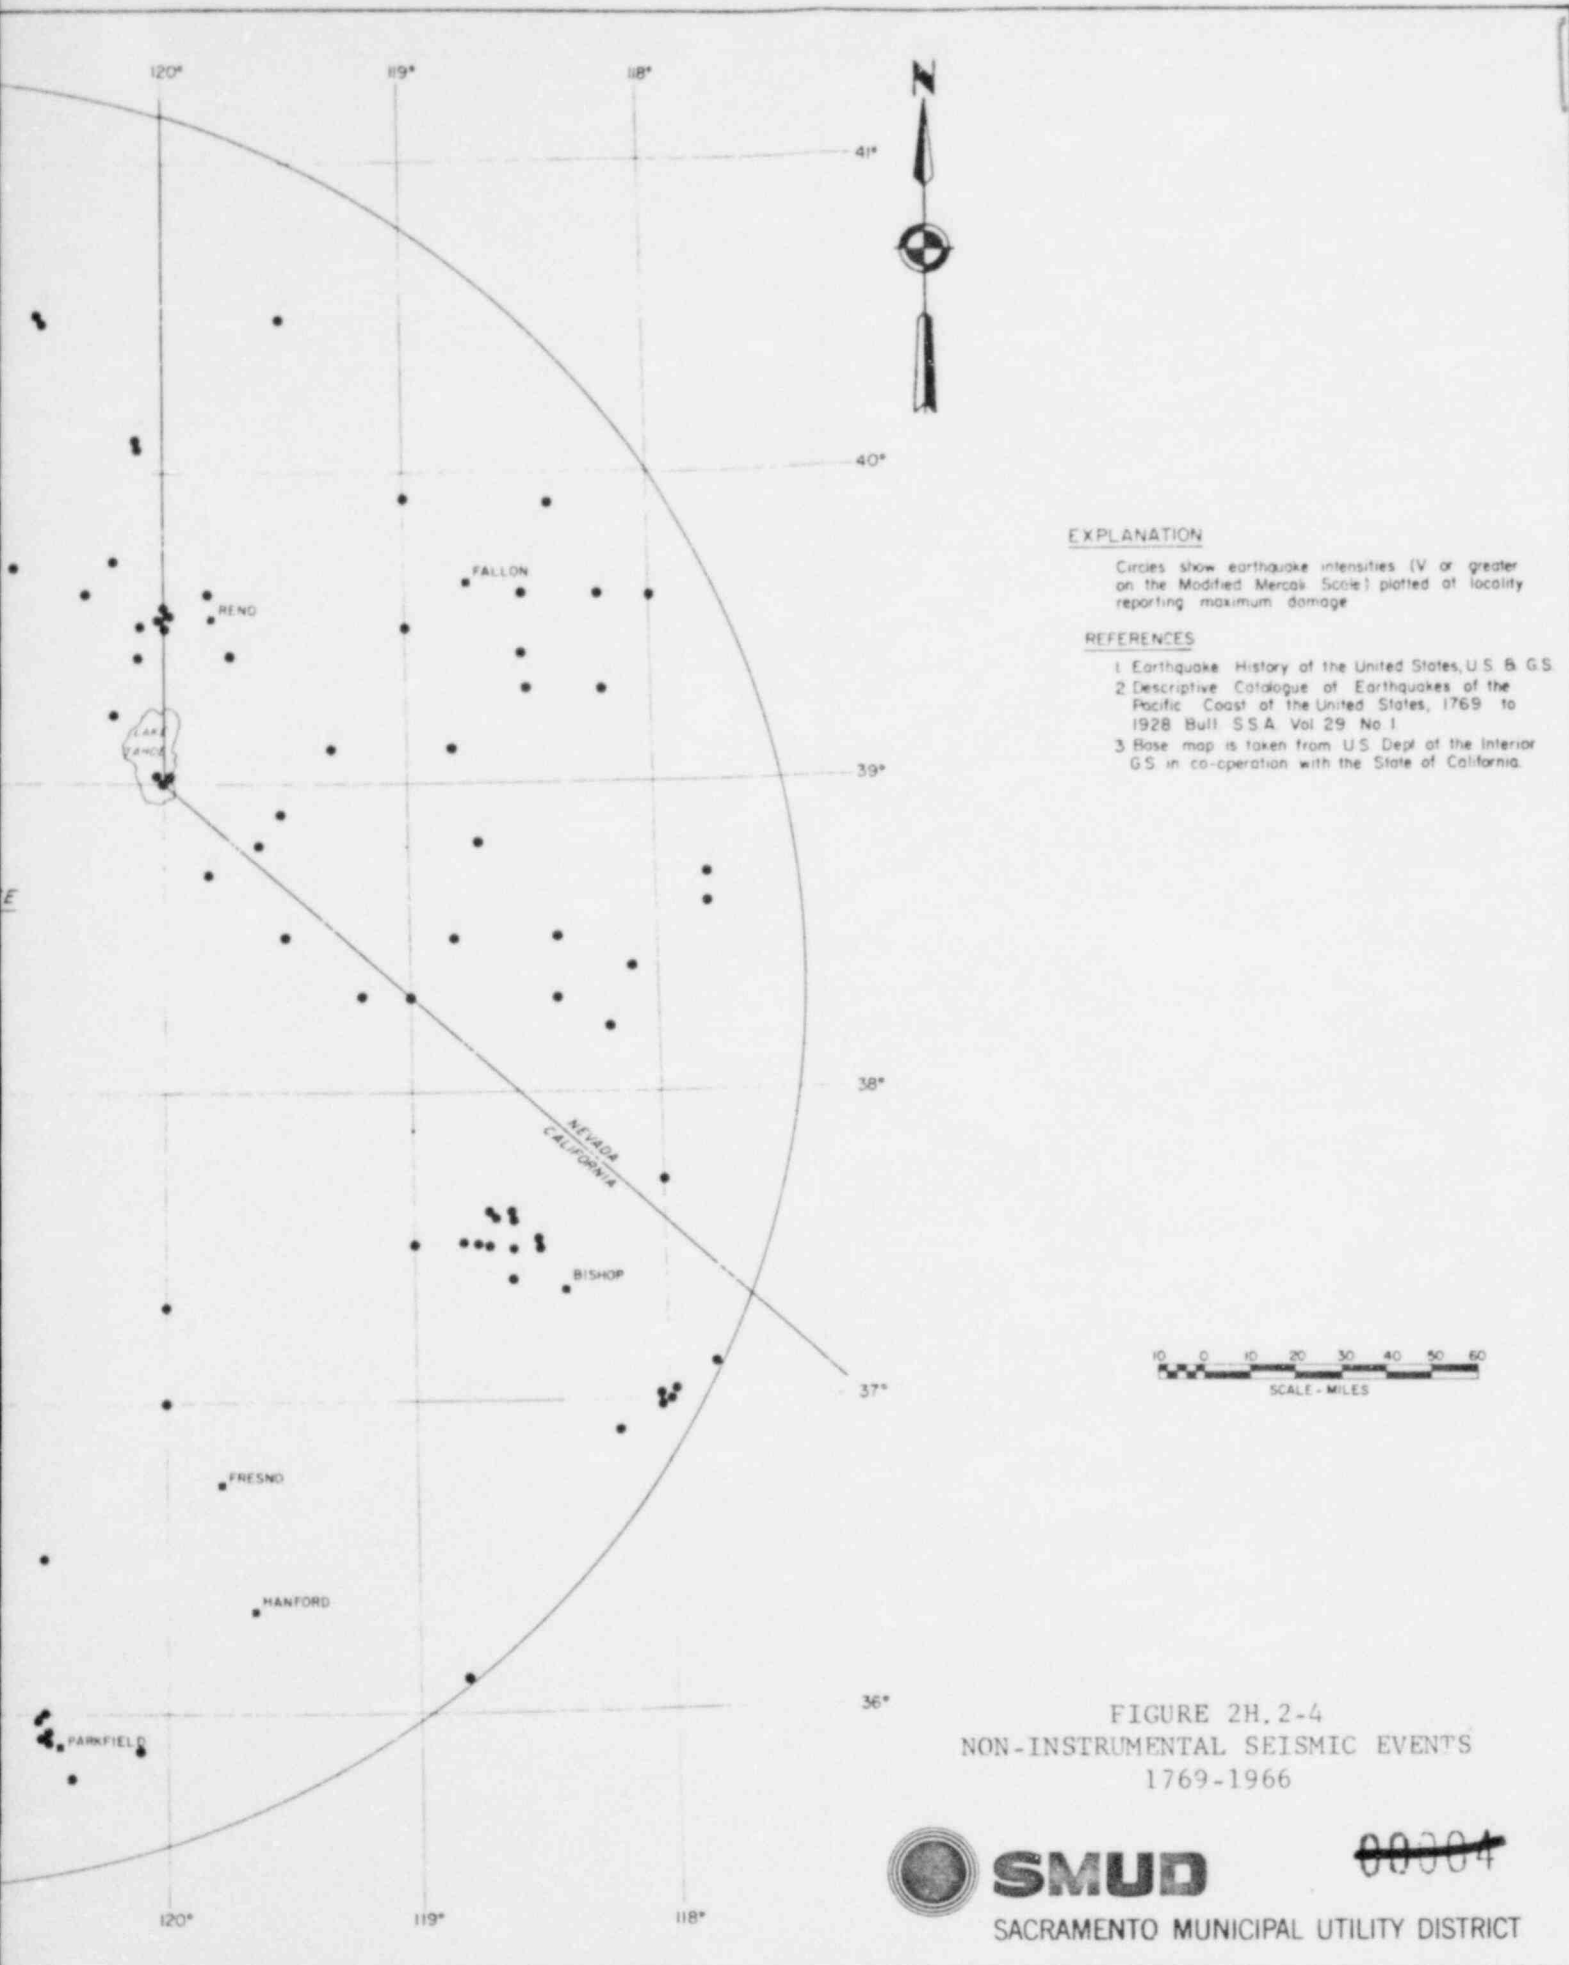 120°
119°
118°
N
41°
40°
EXPLANATION
Circles show earthquake intensities (V or greater
on the Modified Mercali Scale) plotted at locality
reporting maximum damage
FALLON
RENO
REFERENCES
1 Earthquake History of the United States, U.S. & G.S.
2 Descriptive Catalogue of Earthquakes of the
Pacific Coast of the United States, 1769 to
1928 Bull. S.S.A. Vol 29 No 1
3 Base map is taken from U.S. Dept of the Interior
G.S. in co-operation with the State of California.
LAKE
TAHOE
39°
E
38°
NEVADA
CALIFORNIA
BISHOP
10 0 10 20 30 40 50 60
SCALE - MILES
37°
FRESNO
HANFORD
36°
PARKFIELD
FIGURE 2H.2-4
NON-INSTRUMENTAL SEISMIC EVENTS
1769-1966
00004
SMUD
SACRAMENTO MUNICIPAL UTILITY DISTRICT
120°
119°
118°